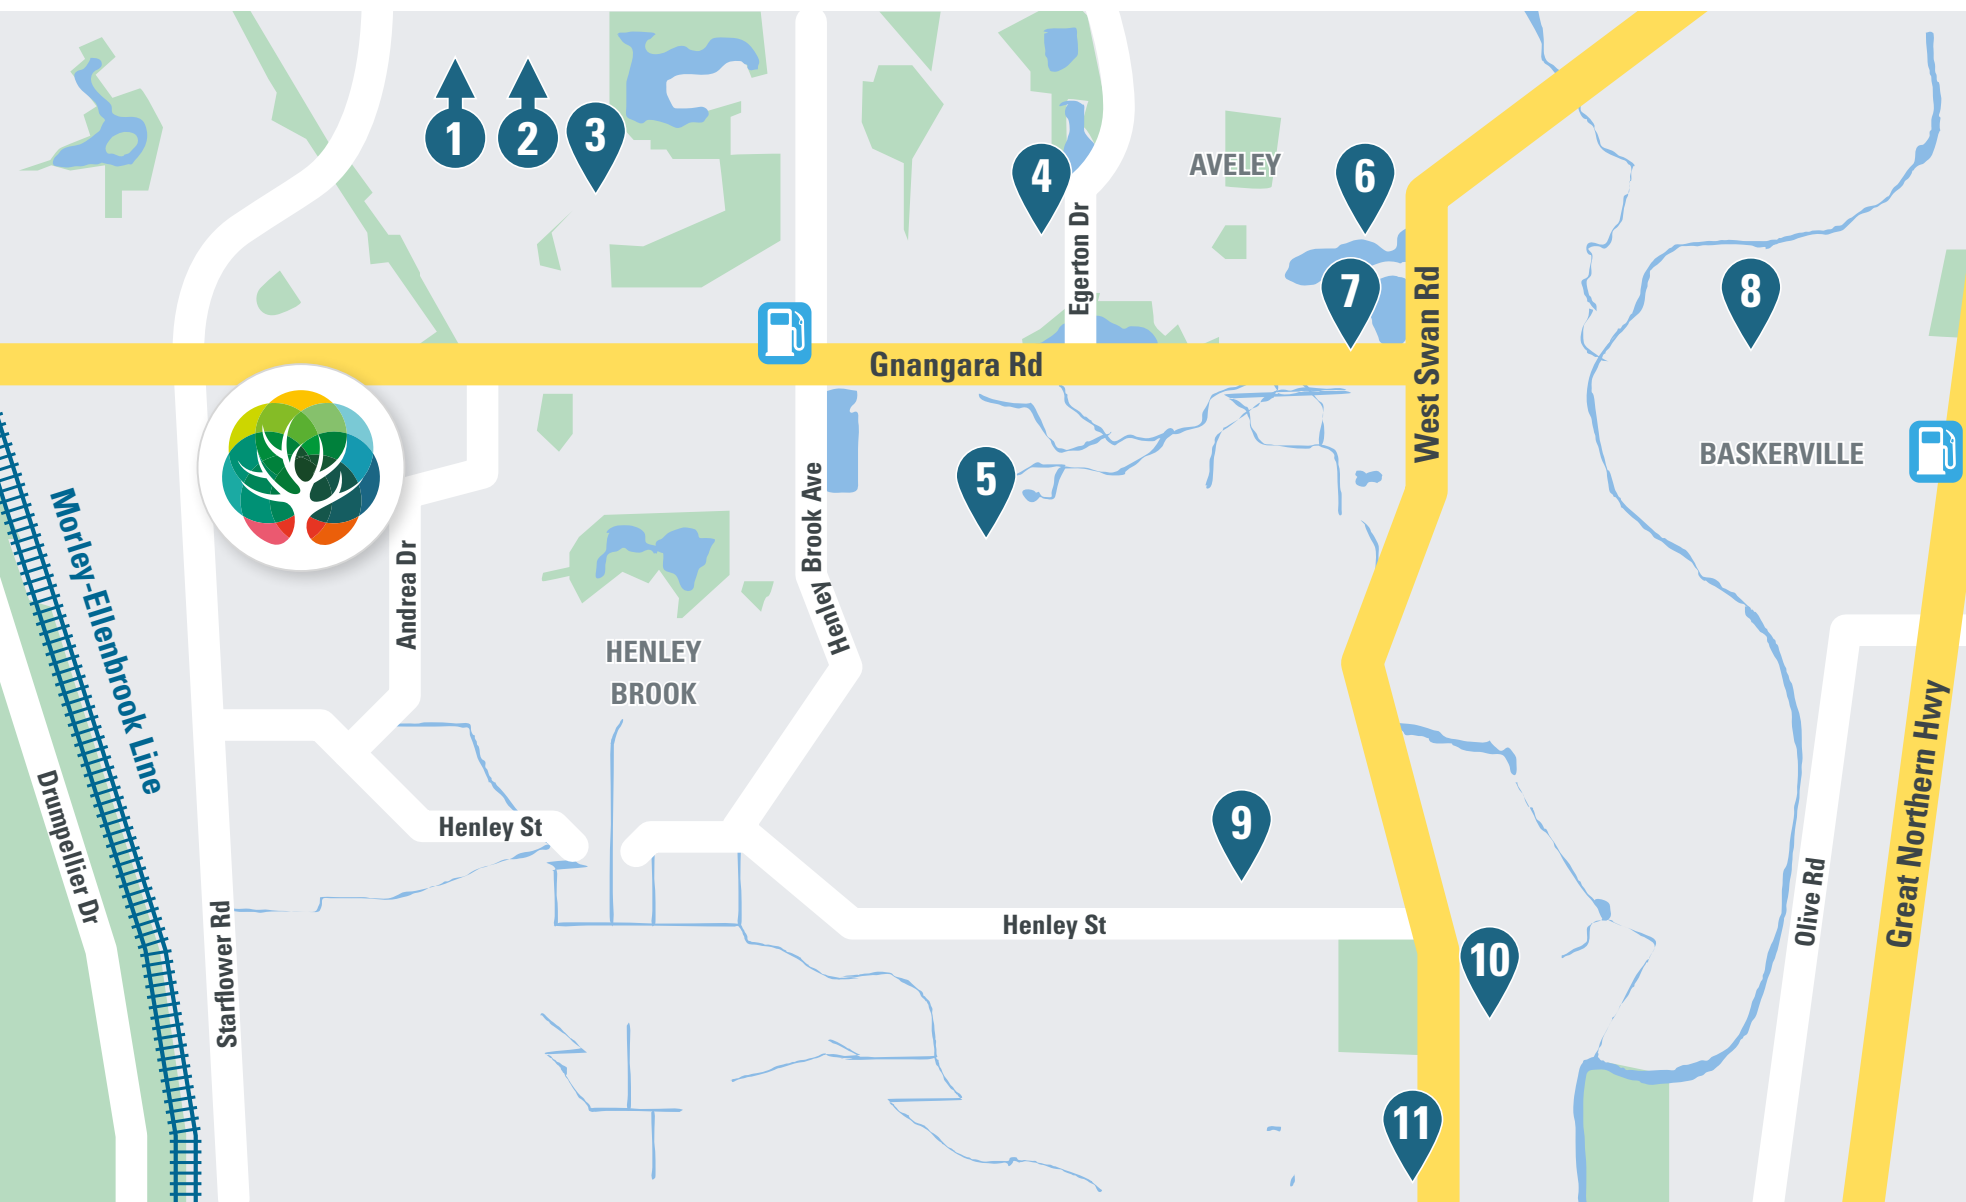 1
2
3
4
AVELEY
6
Egerton Dr
7
8
Gnangara Rd
West Swan Rd
BASKERVILLE
5
Henley Brook Ave
Morley-Ellenbrook Line
Andrea Dr
HENLEY
BROOK
Henley St
9
Drumpellier Dr
Starflower Rd
Henley St
10
Olive Rd
Great Northern Hwy
11